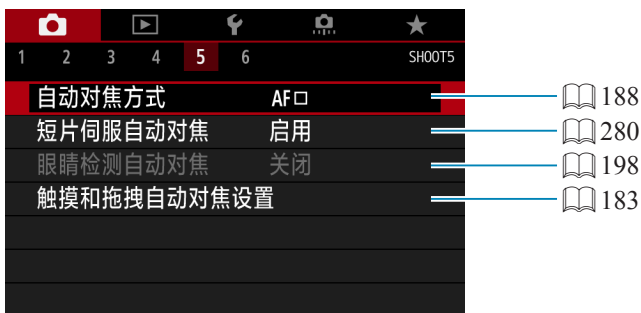 1 2 3 4 5 6 SHOOT5
自动对焦方式 AF□ 188
短片伺服自动对焦 启用 280
眼睛检测自动对焦 关闭 198
触摸和拖拽自动对焦设置 183